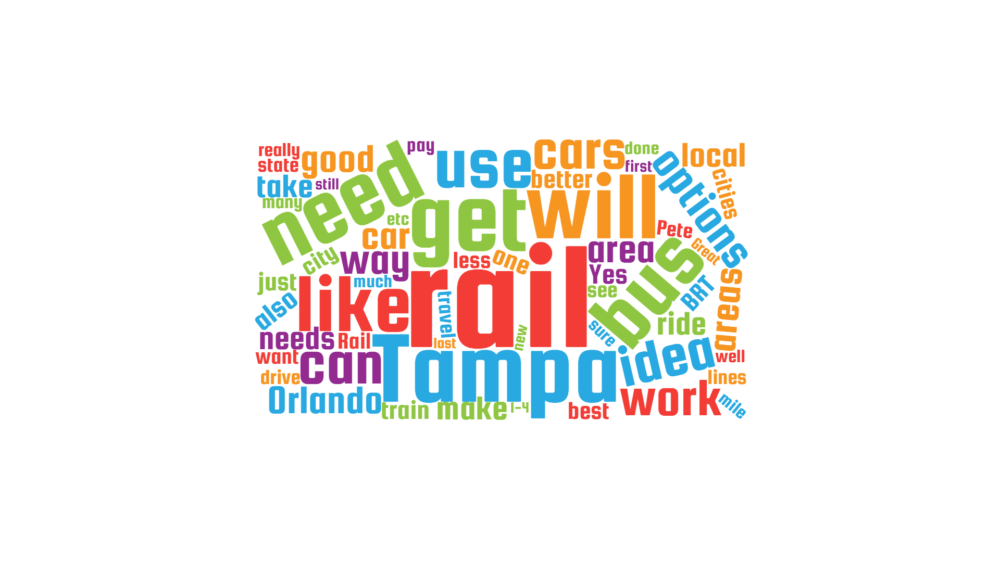 really
good
need
pay
use
cars
done
local
state
first
options
take
still
better
cities
many
get
will
etc
car
Pete
area
Great
city
way
less
one
rail
bus
Yes
just
like
much
see
BRT
areas
also
travel
ride
sure
new
needs
Rail
last
Tampa
idea
want
can
well
drive
lines
Orlando
work
train
make
I-4
best
mile